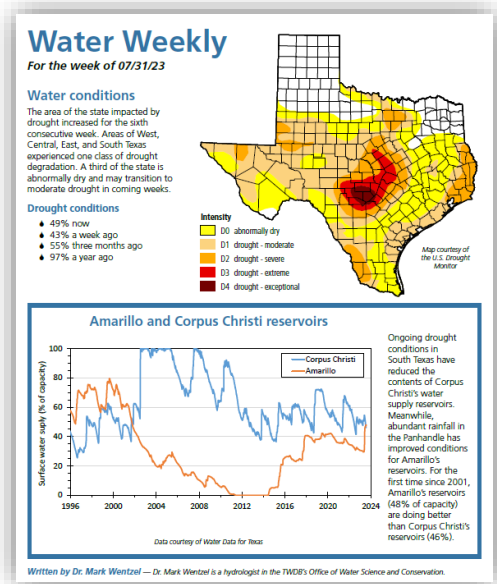 Water Weekly
For the week of 07/31/23
Water conditions
The area of the state impacted by
drought increased for the sixth
consecutive week. Areas of West,
Central, East, and South Texas
experienced one class of drought
degradation. A third of the state is
abnormally dry and may transition to
moderate drought in coming weeks.
Drought conditions
49% now
43% a week ago
55% three months ago
97% a year ago
Intensity
D0 abnormally dry
D1 drought - moderate
D2 drought - severe
D3 drought - extreme
D4 drought - exceptional
Map courtesy of
the U.S. Drought
Monitor
Amarillo and Corpus Christi reservoirs
Surface water suply (% of capacity)
100
80
60
40
20
0
1996
2000
2004
2008
2012
2016
2020
2024
Corpus Christi
Amarillo
Data courtesy of Water Data for Texas
Ongoing drought
conditions in
South Texas have
reduced the
contents of Corpus
Christi's water
supply reservoirs.
Meanwhile,
abundant rainfall in
the Panhandle has
improved conditions
for Amarillo's
reservoirs. For the
first time since 2001,
Amarillo's reservoirs
(48% of capacity)
are doing better
than Corpus Christi's
reservoirs (46%).
Written by Dr. Mark Wentzel — Dr. Mark Wentzel is a hydrologist in the TWDB's Office of Water Science and Conservation.